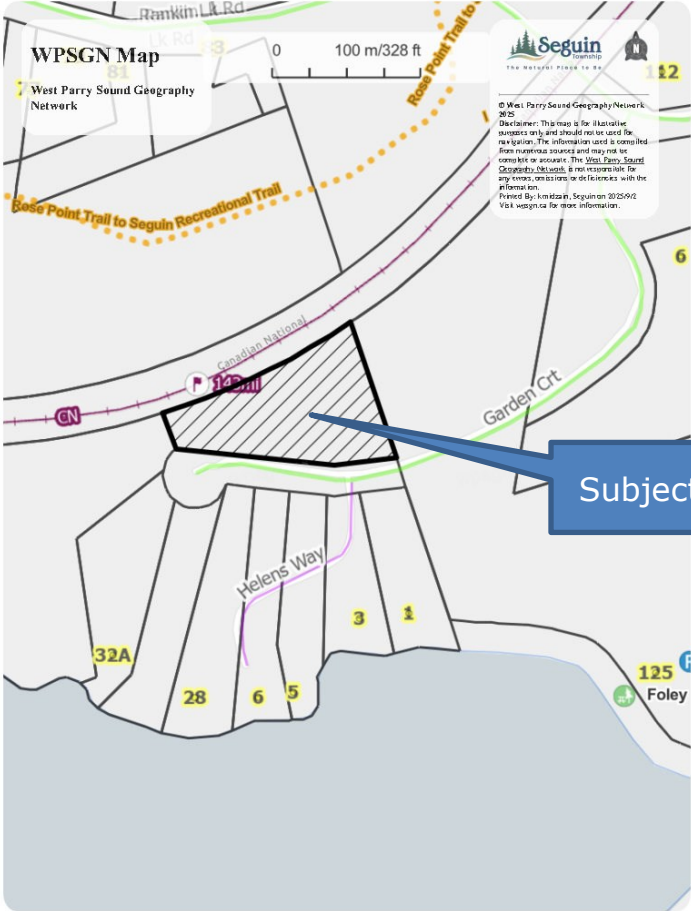 Rankin Lk Rd
Lk Rd
WPSGN Map
West Parry Sound Geography
Network
81
0 100 m/328 ft
Rose Point Trail to S
Seguin
Township
The Natural Place to Be
N
© West Parry Sound Geography Network
2025
Disclaimer: This map is for illustrative
purposes only and should not be used for
navigation. The information used is compiled
from numerous sources and may not be
complete or accurate. The West Parry Sound
Geography Network, is not responsible for
any errors, omissions or deficiencies with the
information.
Printed By: kmidzain, Seguin on 2025/9/2
Visit wpsgn.ca for more information.
Rose Point Trail to Seguin Recreational Trail
6
Canadian National
CN
Garden Crt
Subject
Helens Way
3
1
32A
28
6
5
125
Foley